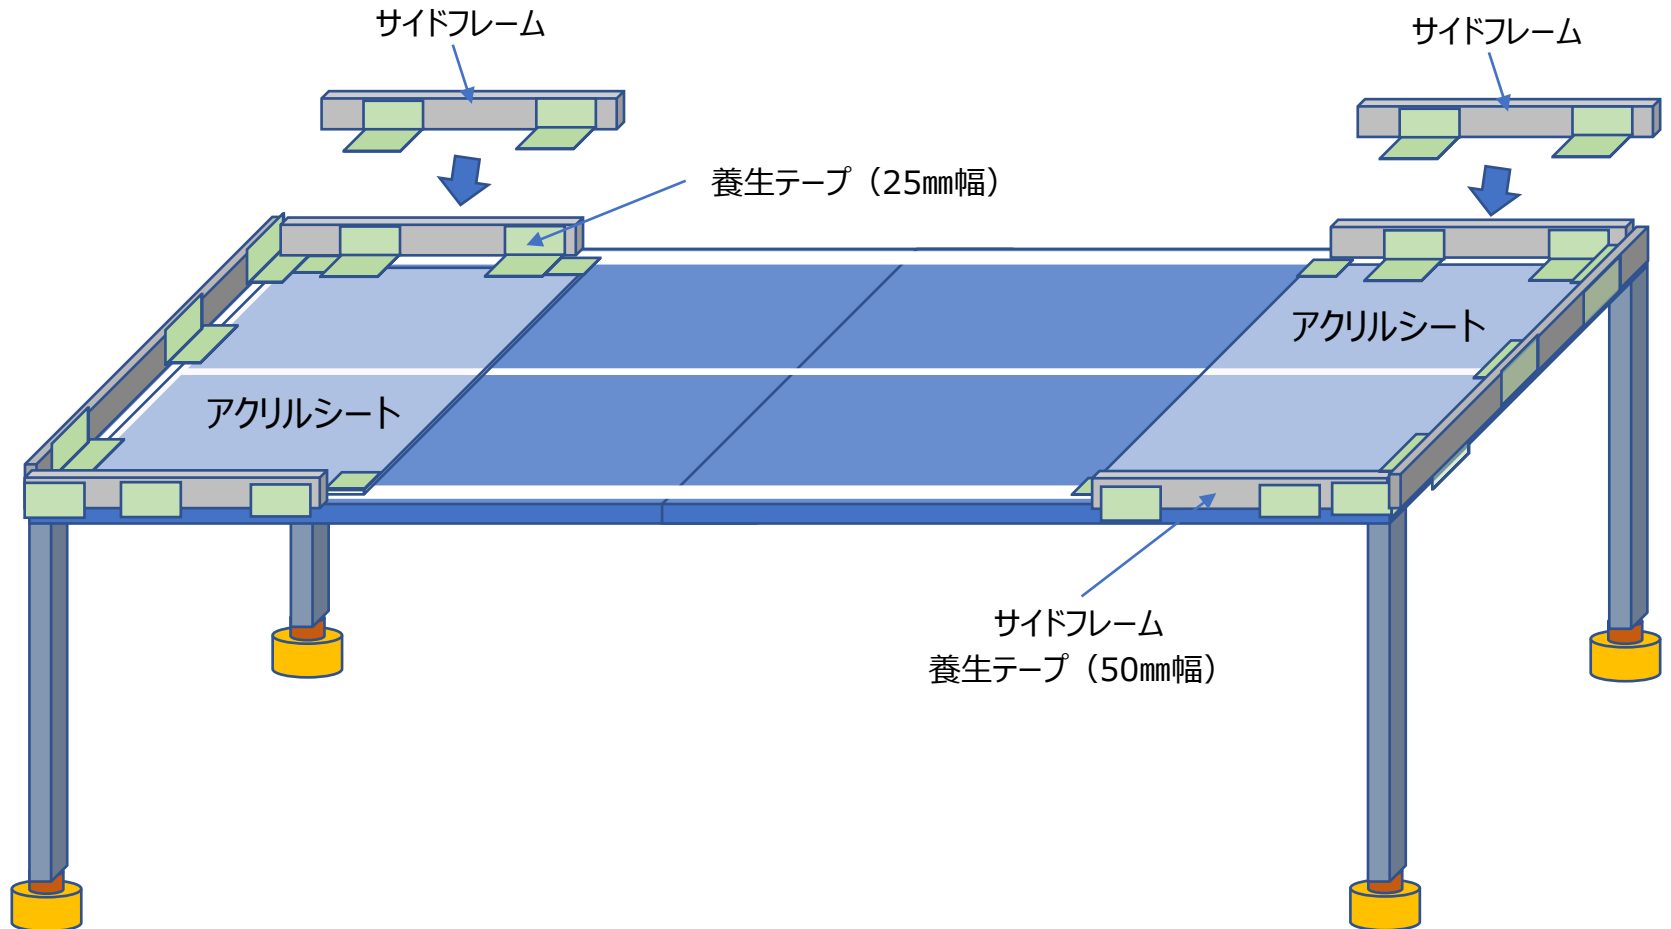 サイドフレーム
サイドフレーム
養生テープ（25㎜幅）
アクリルシート
アクリルシート
サイドフレーム
養生テープ（50㎜幅）